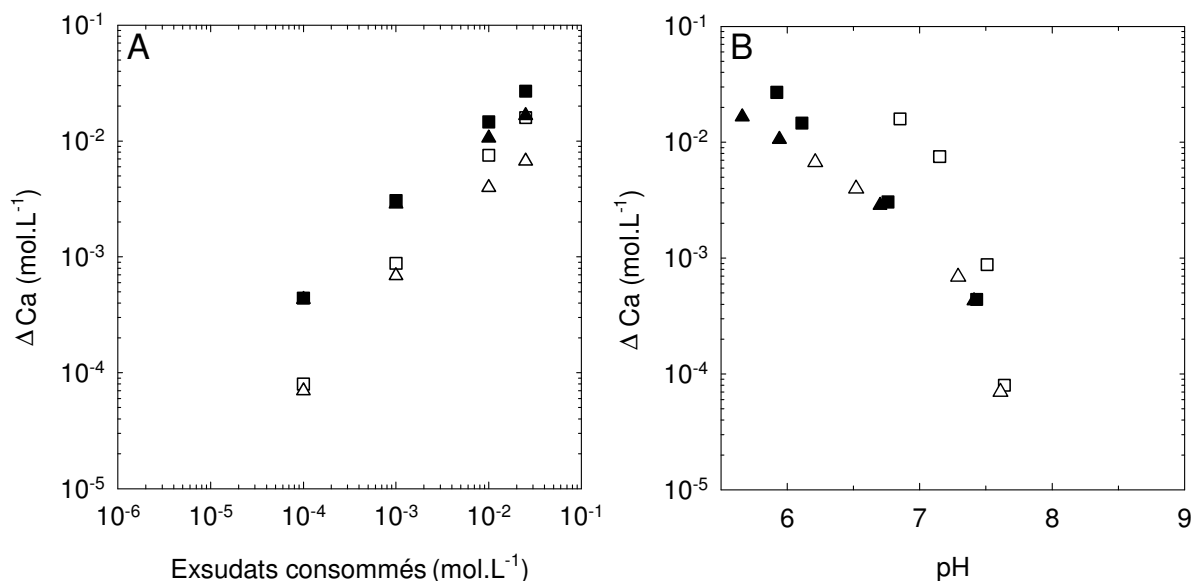 A
10⁻¹
10⁻²
10⁻³
10⁻⁴
10⁻⁵
Δ Ca (mol.L⁻¹)
10⁻⁶ 10⁻⁵ 10⁻⁴ 10⁻³ 10⁻² 10⁻¹
Exsudats consommés (mol.L⁻¹)
B
10⁻¹
10⁻²
10⁻³
10⁻⁴
10⁻⁵
Δ Ca (mol.L⁻¹)
6 7 8 9
pH